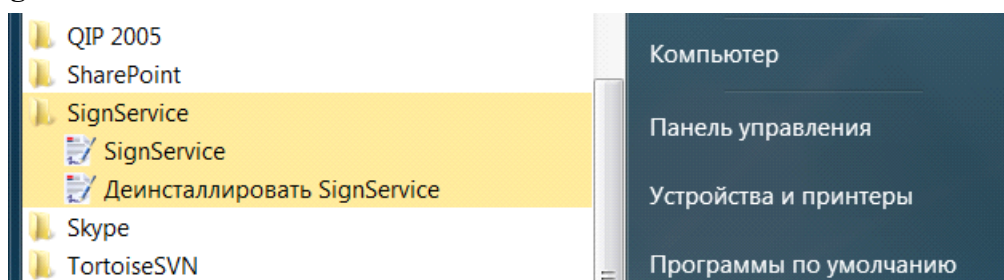 QIP 2005
SharePoint
SignService
SignService
Деинсталлировать SignService
Skype
TortoiseSVN
Компьютер
Панель управления
Устройства и принтеры
Программы по умолчанию